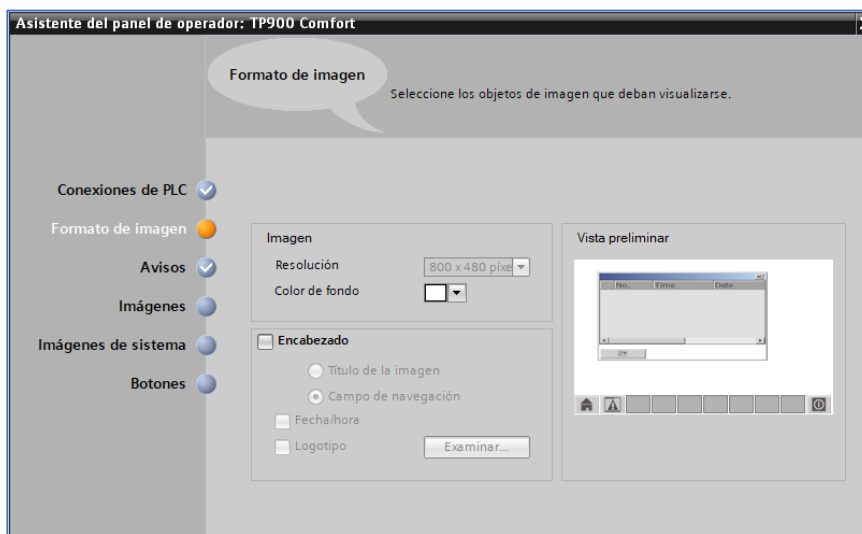 Asistente del panel de operador: TP900 Comfort
Formato de imagen
Seleccione los objetos de imagen que deban visualizarse.
Conexiones de PLC
Formato de imagen
Avisos
Imágenes
Imágenes de sistema
Botones
Imagen
Resolución
800 x 480 píxe
Color de fondo
Encabezado
Título de la imagen
Campo de navegación
Fecha/hora
Logotipo
Examinar...
Vista preliminar
No. Time Date